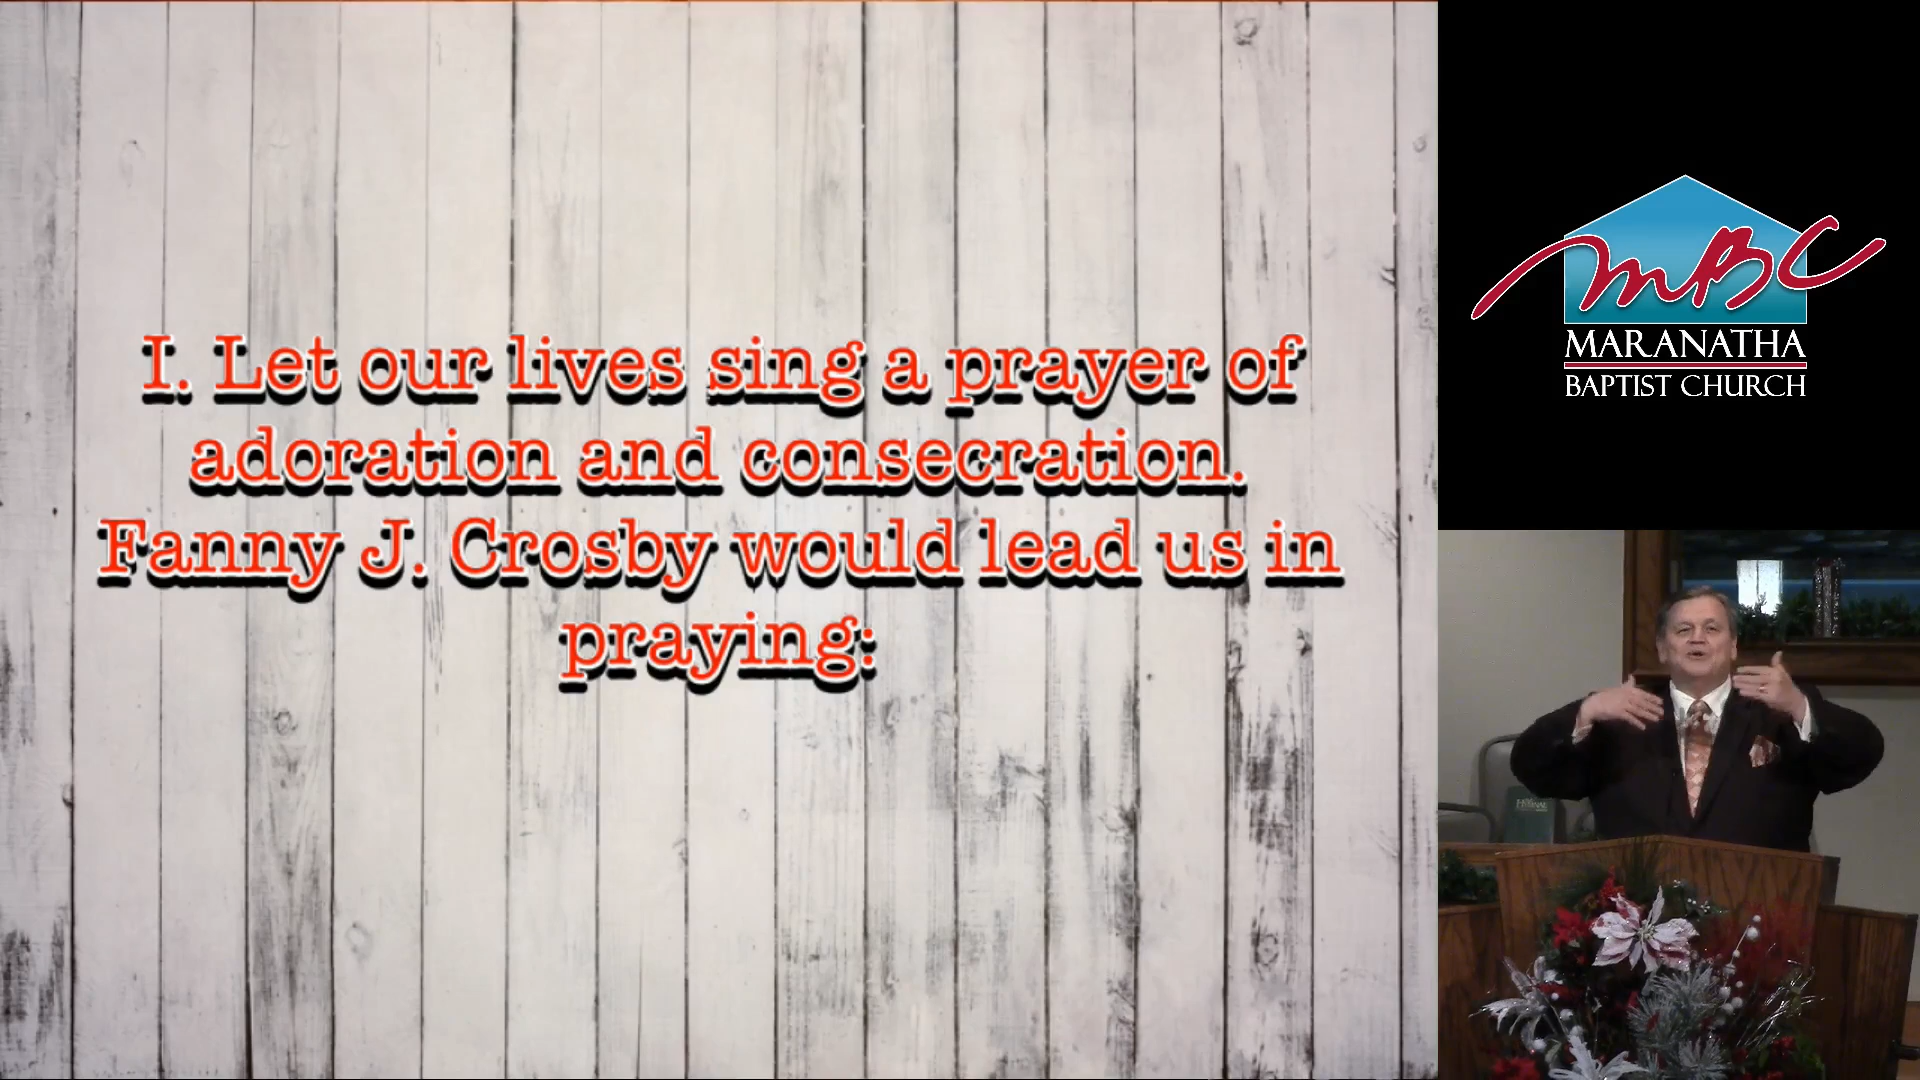 I. Let our lives sing a prayer of
adoration and consecration.
Fanny J. Crosby would lead us in
praying:
MBC
MARANATHA
BAPTIST CHURCH